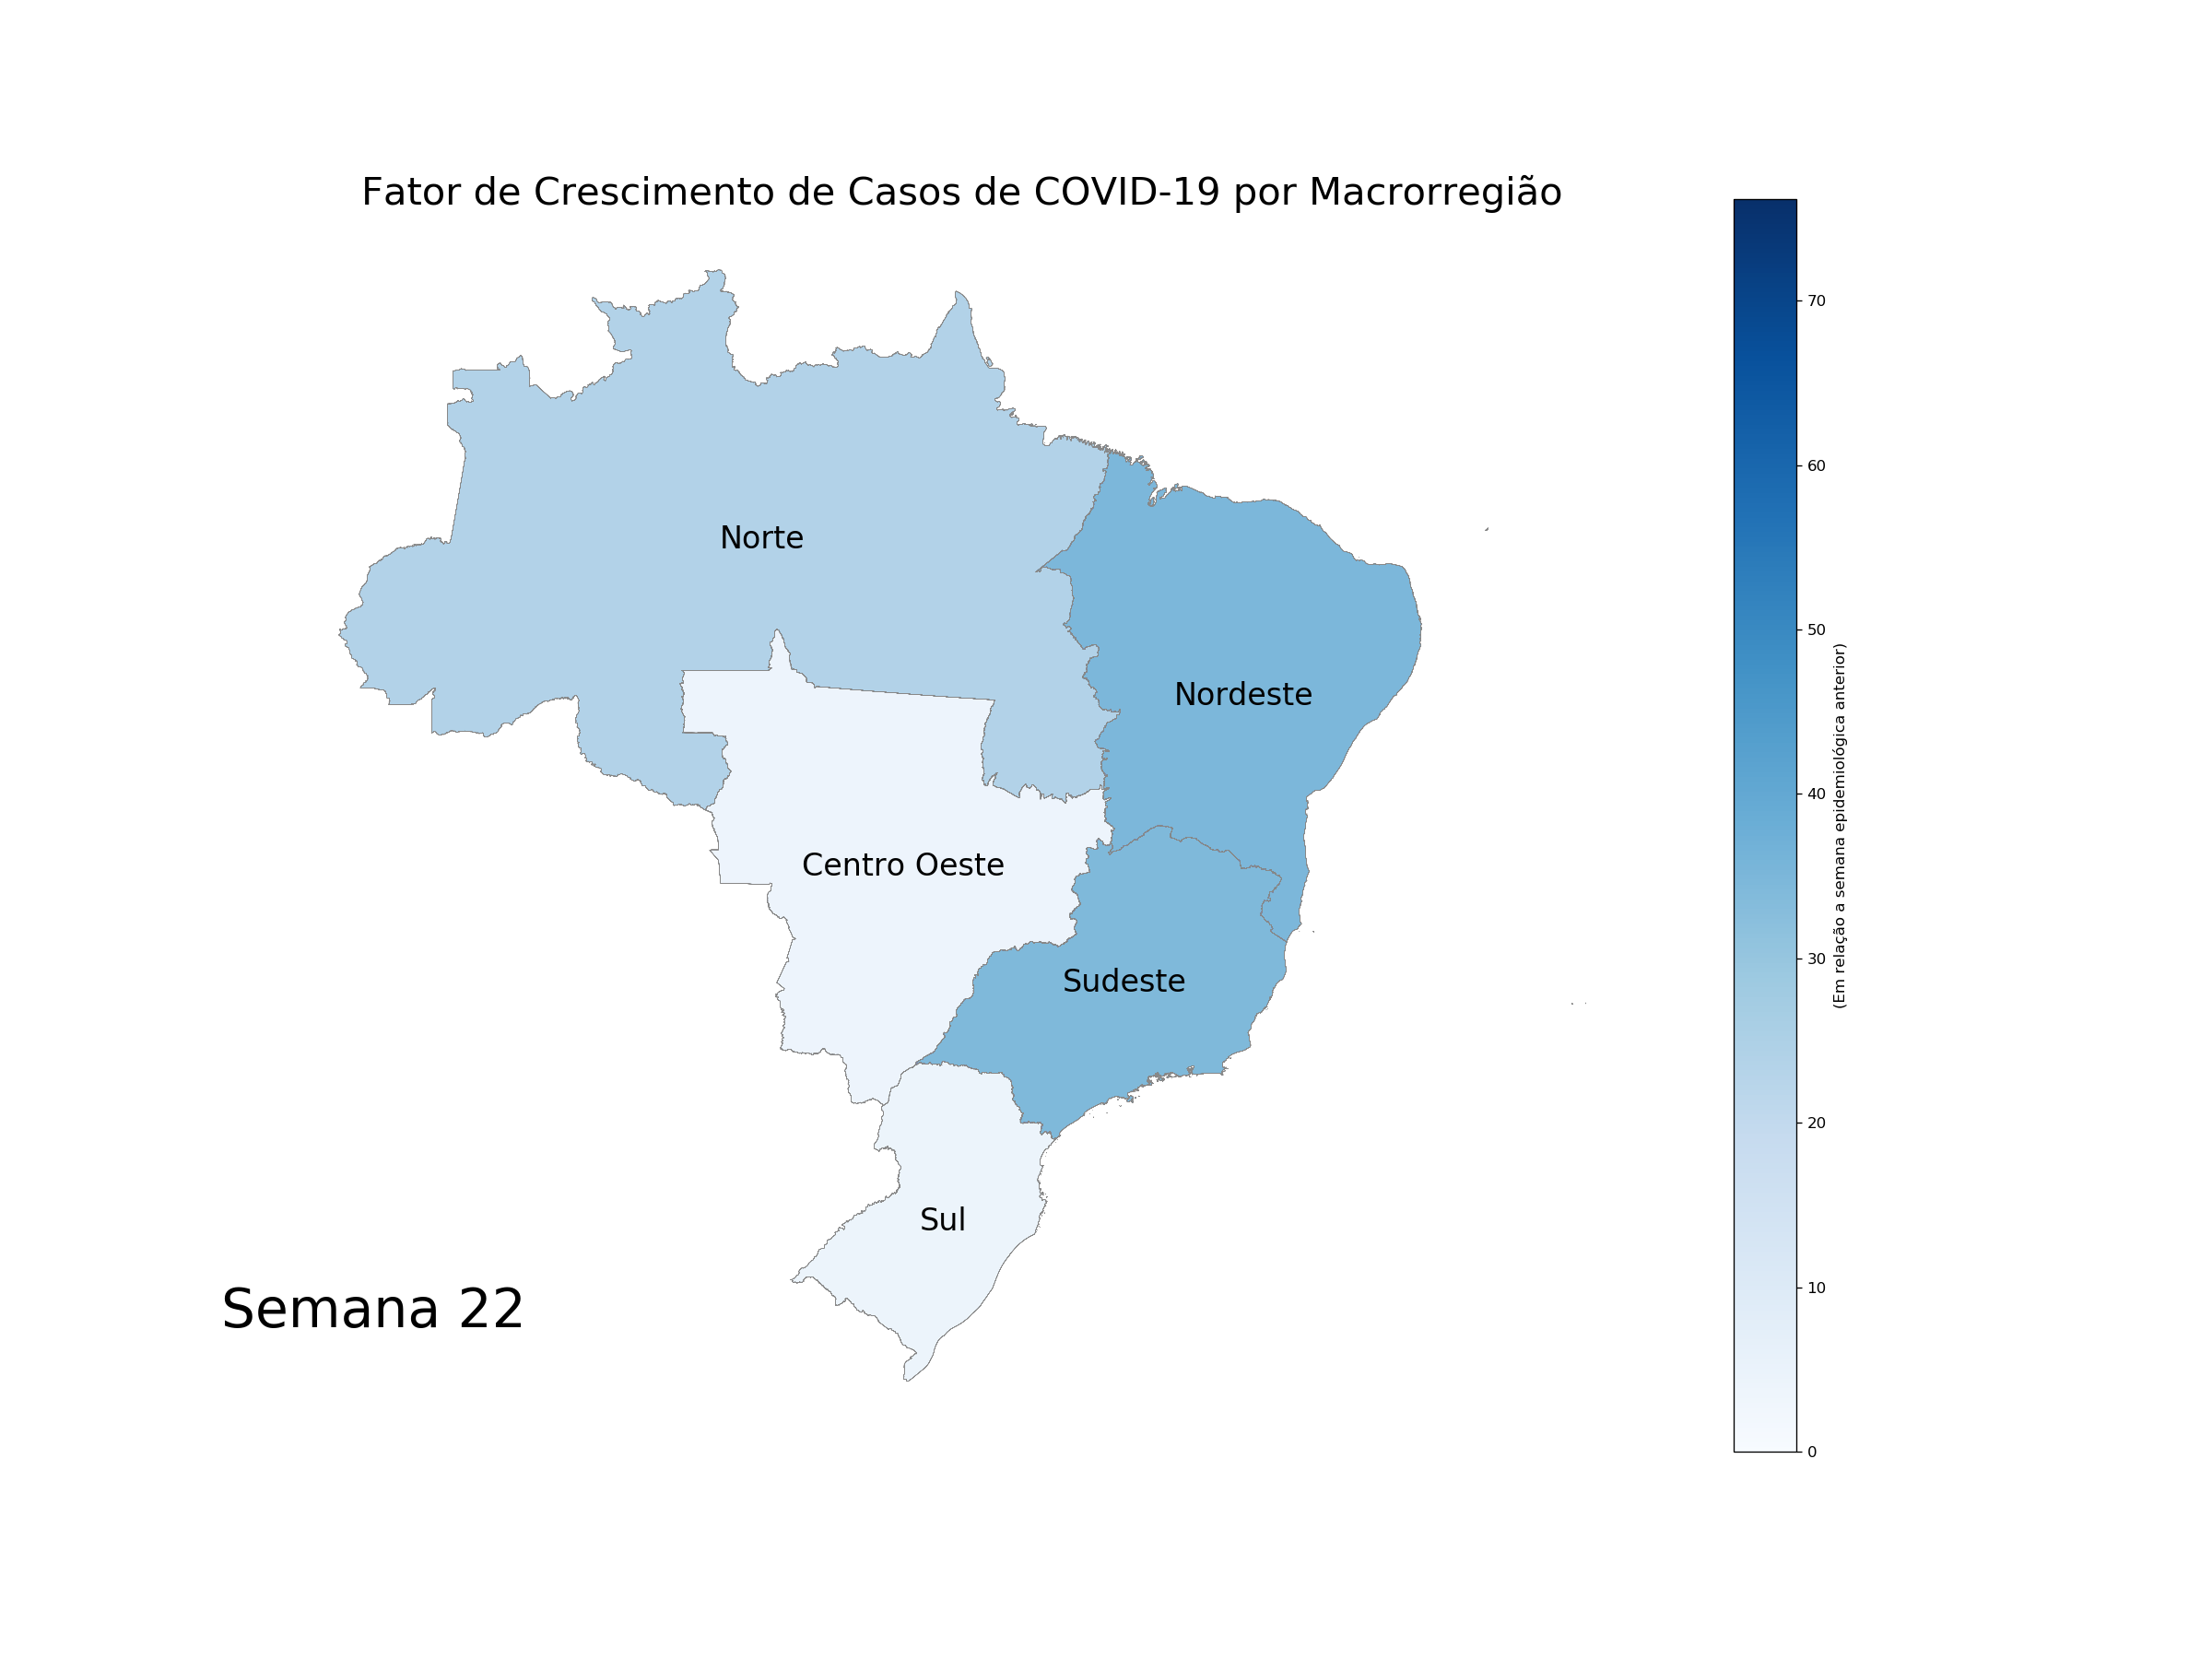 Fator de Crescimento de Casos de COVID-19 por Macrorregião
Norte
Nordeste
Centro Oeste
Sudeste
Sul
Semana 22
70
60
50
40
30
20
10
0
(Em relação a semana epidemiológica anterior)